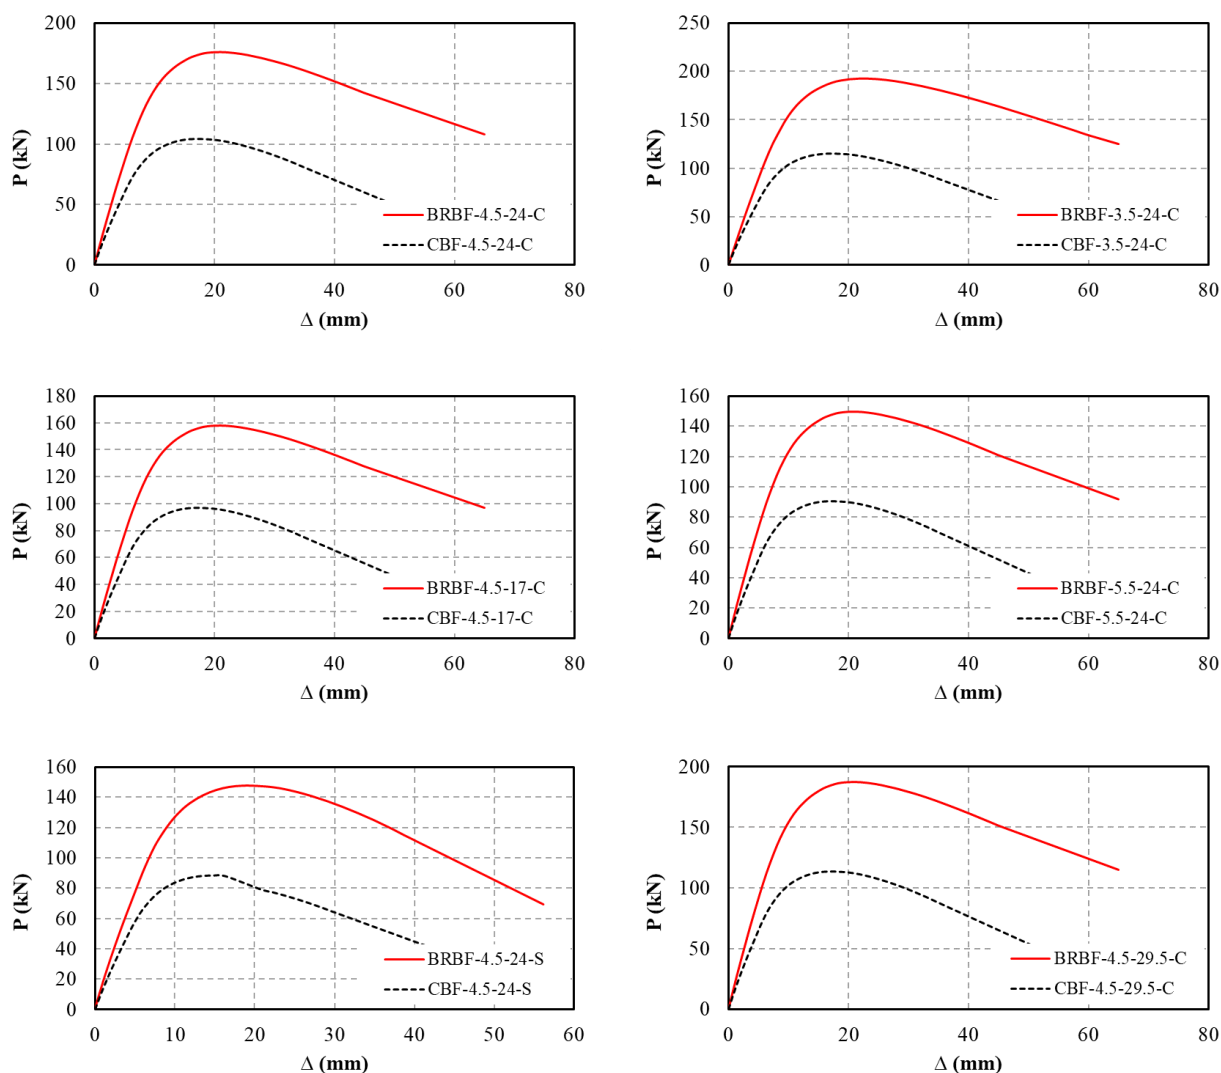 200
150
100
50
0
P (kN)
0 20 40 60 80
Δ (mm)
BRBF-4.5-24-C
CBF-4.5-24-C
250
200
150
100
50
0
P (kN)
0 20 40 60 80
Δ (mm)
BRBF-3.5-24-C
CBF-3.5-24-C
180
160
140
120
100
80
60
40
20
0
P (kN)
0 20 40 60 80
Δ (mm)
BRBF-4.5-17-C
CBF-4.5-17-C
160
140
120
100
80
60
40
20
0
P (kN)
0 20 40 60 80
Δ (mm)
BRBF-5.5-24-C
CBF-5.5-24-C
160
140
120
100
80
60
40
20
0
P (kN)
0 10 20 30 40 50 60
Δ (mm)
BRBF-4.5-24-S
CBF-4.5-24-S
200
150
100
50
0
P (kN)
0 20 40 60 80
Δ (mm)
BRBF-4.5-29.5-C
CBF-4.5-29.5-C